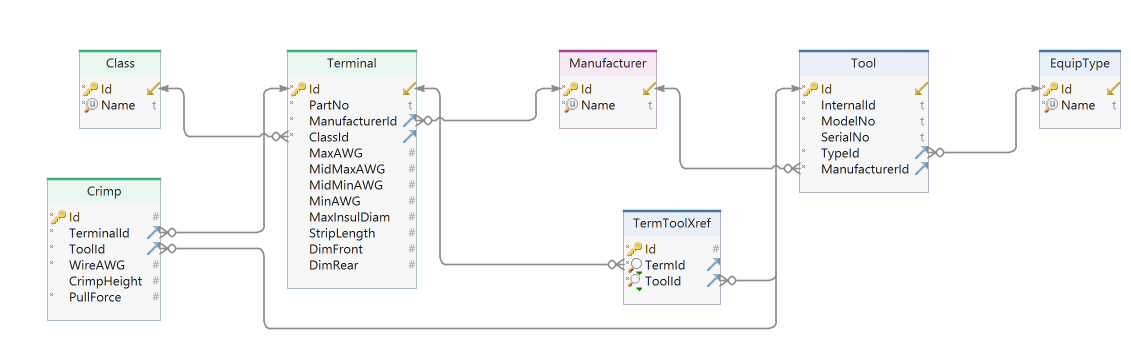 Class
Id
Name t
Terminal
Id
PartNo t
ManufacturerId
ClassId
MaxAWG #
MidMaxAWG #
MidMinAWG #
MinAWG #
MaxInsulDiam #
StripLength #
DimFront #
DimRear #
Manufacturer
Id
Name t
Tool
Id
InternalId t
ModelNo t
SerialNo t
TypeId
ManufacturerId
EquipType
Id
Name t
Crimp
Id #
TerminalId
ToolId
WireAWG #
CrimpHeight #
PullForce #
TermToolXref
Id #
TermId
ToolId